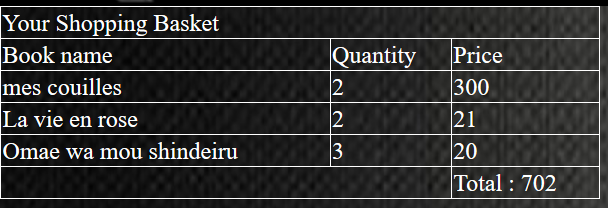 Your Shopping Basket
Book name Quantity Price
mes couilles 2 300
La vie en rose 2 21
Omae wa mou shindeiru 3 20
Total : 702